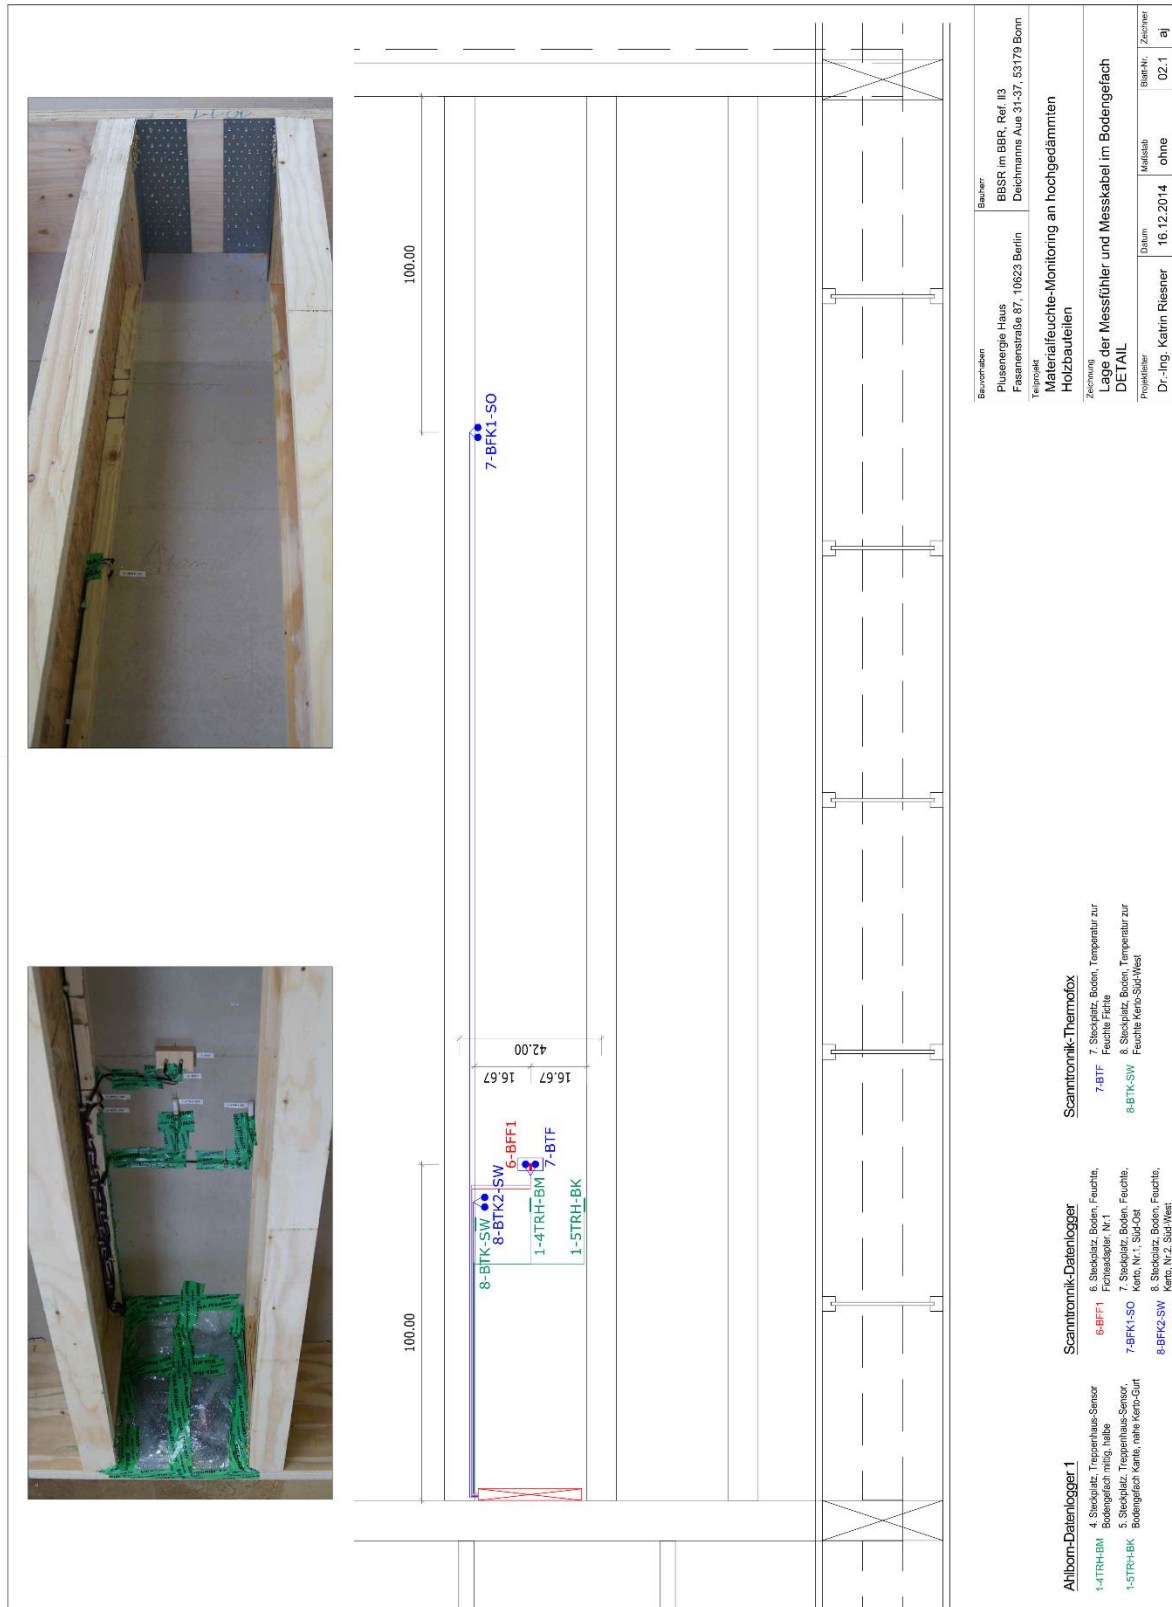 100.00
100.00
42.00
16.67
16.67
7-BFK1-SO
6-BFF1
7-BTF
8-BTK-SW
8-BTK2-SW
1-4TRH-BM
1-5TRH-BK
Ahlborn-Datenlogger 1
1-4TRH-BM 4. Steckplatz, Treppenhaus-Sensor
Bodengefach mittig, halbe
1-5TRH-BK 5. Steckplatz, Treppenhaus-Sensor,
Bodengefach Kante, nahe Kerto-Gurt
Scanntronnik-Datenlogger
6-BFF1 6. Steckplatz, Boden, Feuchte,
Fichteadapter, Nr.1
7-BFK1-SO 7. Steckplatz, Boden, Feuchte,
Kerto, Nr.1, Süd-Ost
8-BFK2-SW 8. Steckplatz, Boden, Feuchte,
Kerto, Nr.2, Süd-West
Scanntronnik-Thermofox
7-BTF 7. Steckplatz, Boden, Temperatur zur
Feuchte Fichte
8-BTK-SW 8. Steckplatz, Boden, Temperatur zur
Feuchte Kerto-Süd-West
Bauvorhaben
Plusenergie Haus
Fasanenstraße 87, 10623 Berlin
Bauherr
BBSR im BBR, Ref. II3
Deichmanns Aue 31-37, 53179 Bonn
Teilprojekt
Materialfeuchte-Monitoring an hochgedämmten
Holzbauteilen
Zeichnung
Lage der Messfühler und Messkabel im Bodengefach
DETAIL
Projektleiter
Dr.-Ing. Katrin Riesner
Datum
16.12.2014
Maßstab
ohne
Blatt-Nr.
02.1
Zeichner
aj